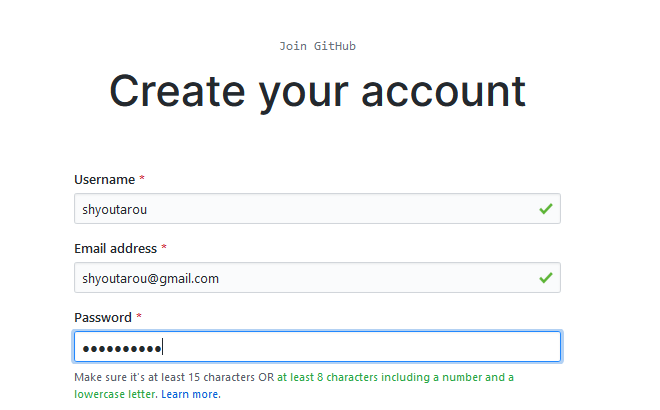 Join GitHub
Create your account
Username *
shyoutarou
Email address *
shyoutarou@gmail.com
Password *
●●●●●●●●●●
Make sure it's at least 15 characters OR at least 8 characters including a number and a
lowercase letter. Learn more.